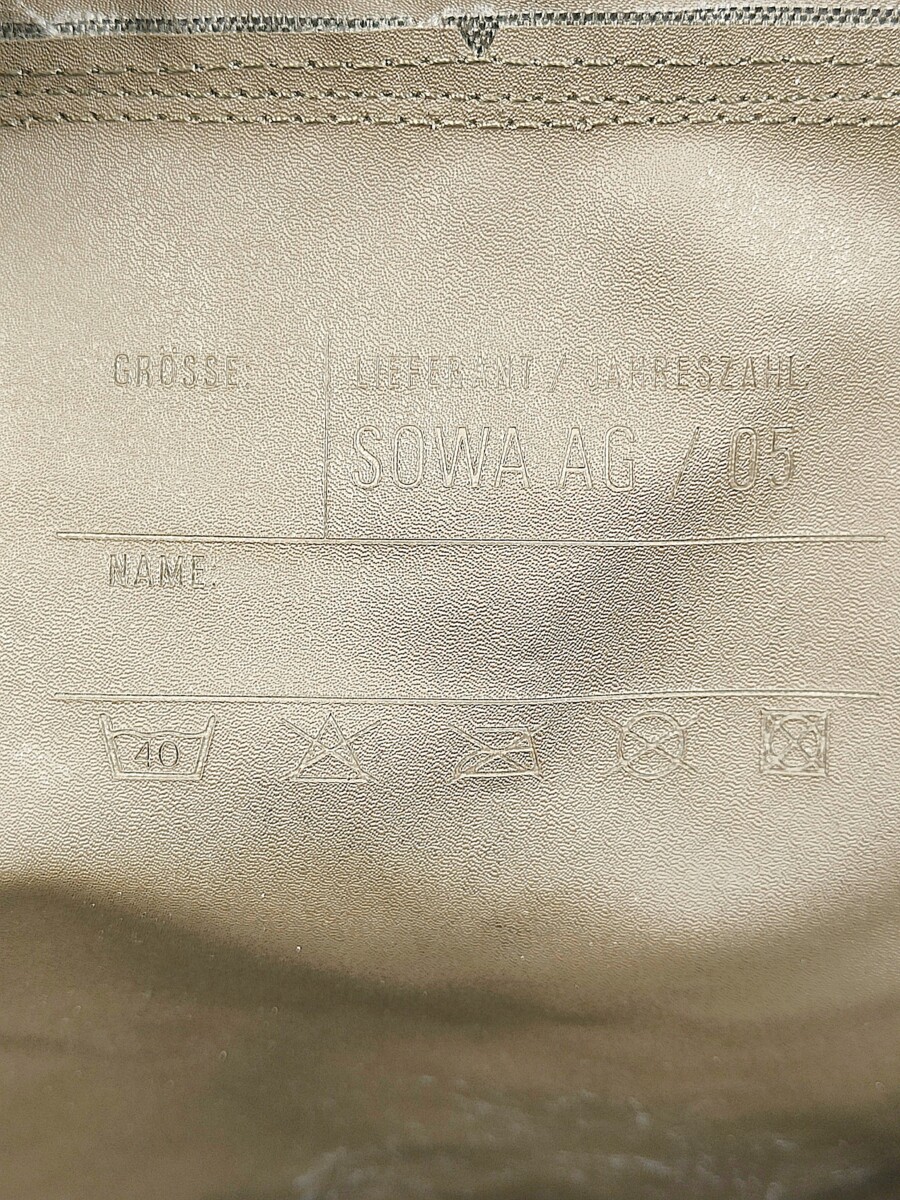 GRÖSSE: LIEFERANT / JAHRESZAHL:
SOWA AG / 05
NAME:
40